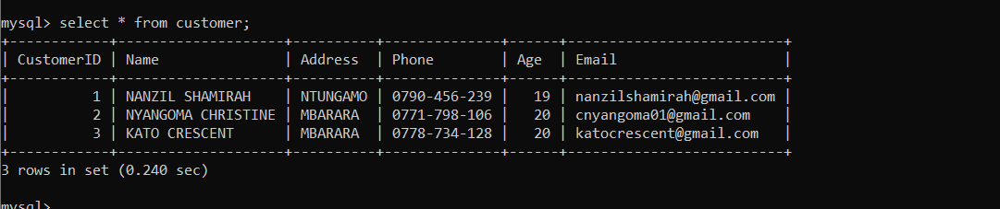 mysql> select * from customer;
+------------+--------------------+----------+--------------+------+--------------------------+
| CustomerID | Name               | Address  | Phone        | Age  | Email                    |
+------------+--------------------+----------+--------------+------+--------------------------+
|          1 | NANZIL SHAMIRAH    | NTUNGAMO | 0790-456-239 |   19 | nanzilshamirah@gmail.com |
|          2 | NYANGOMA CHRISTINE | MBARARA  | 0771-798-106 |   20 | cnyangoma01@gmail.com    |
|          3 | KATO CRESCENT      | MBARARA  | 0778-734-128 |   20 | katocrescent@gmail.com   |
+------------+--------------------+----------+--------------+------+--------------------------+
3 rows in set (0.240 sec)
mysql>